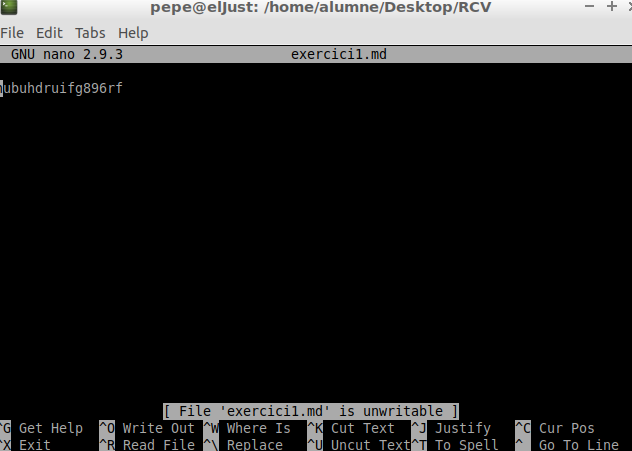 pepe@elJust: /home/alumne/Desktop/RCV
File Edit Tabs Help
GNU nano 2.9.3 exercici1.md
ubuhdruifg896rf
[ File 'exercici1.md' is unwritable ]
^G Get Help ^O Write Out ^W Where Is ^K Cut Text ^J Justify ^C Cur Pos
^X Exit ^R Read File ^\ Replace ^U Uncut Text ^T To Spell ^_ Go To Line